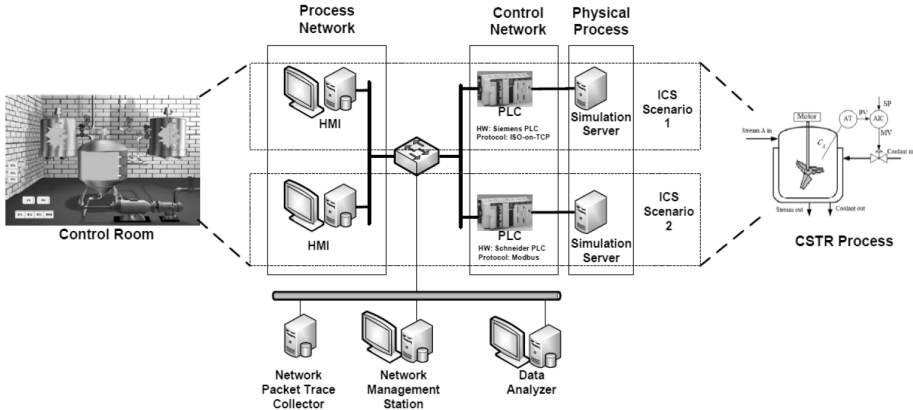 Process
Network
Control
Network
Physical
Process
HMI
PLC
HW: Siemens PLC
Protocol: ISO-on-TCP
Simulation
Server
ICS
Scenario
1
HMI
PLC
HW: Schneider PLC
Protocol: Modbus
Simulation
Server
ICS
Scenario
2
Control Room
Motor
Stream A in
C_A
AT
PV
SP
AIC
MV
Coolant in
Stream out
Coolant out
CSTR Process
Network
Packet Trace
Collector
Network
Management
Station
Data
Analyzer